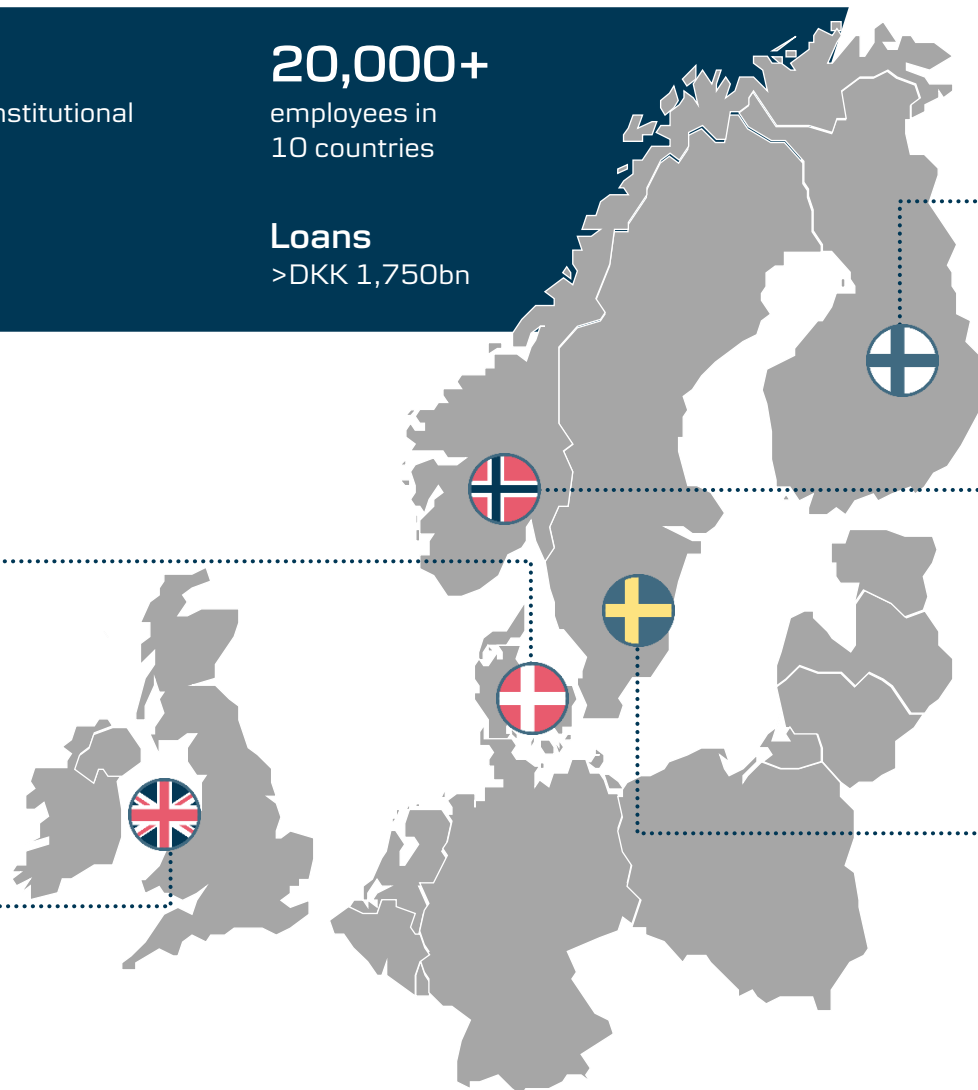 20,000+
nstitutional
employees in
10 countries
Loans
>DKK 1,750bn